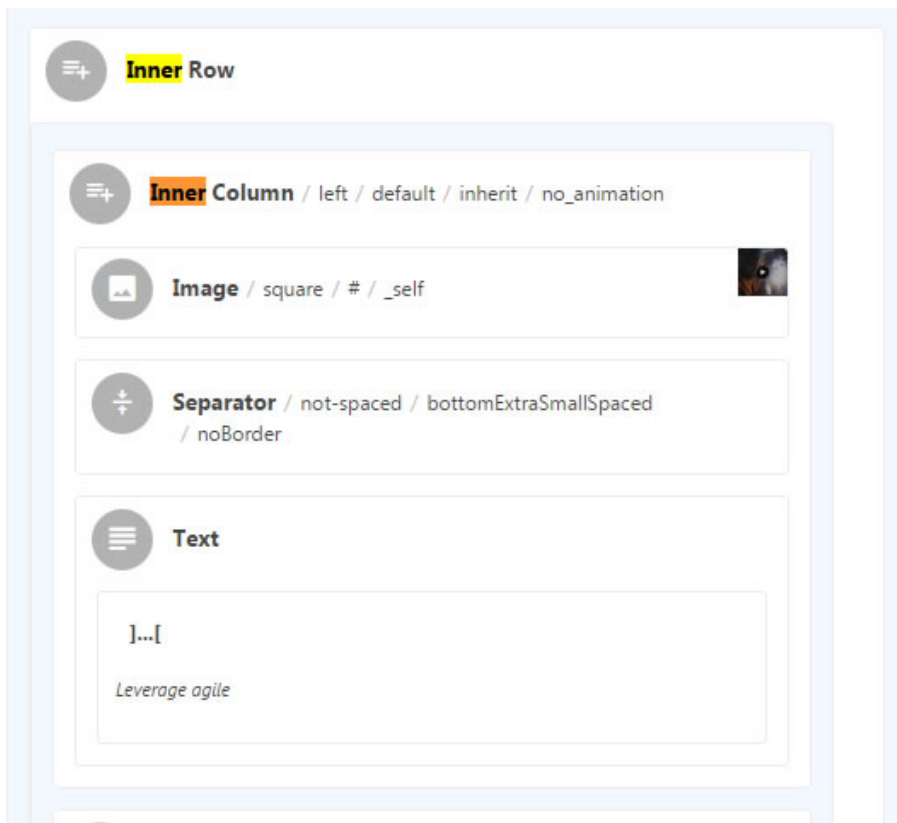 Inner Row
Inner Column / left / default / inherit / no_animation
Image / square / # / _self
Separator / not-spaced / bottomExtraSmallSpaced
/ noBorder
Text
]...[
Leverage agile